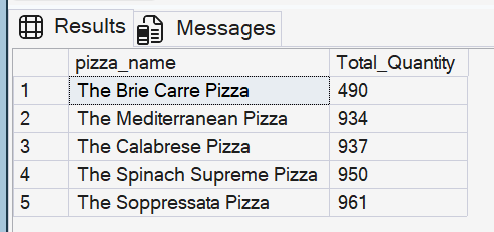 Results Messages
pizza_name Total_Quantity
1 The Brie Carre Pizza 490
2 The Mediterranean Pizza 934
3 The Calabrese Pizza 937
4 The Spinach Supreme Pizza 950
5 The Soppressata Pizza 961